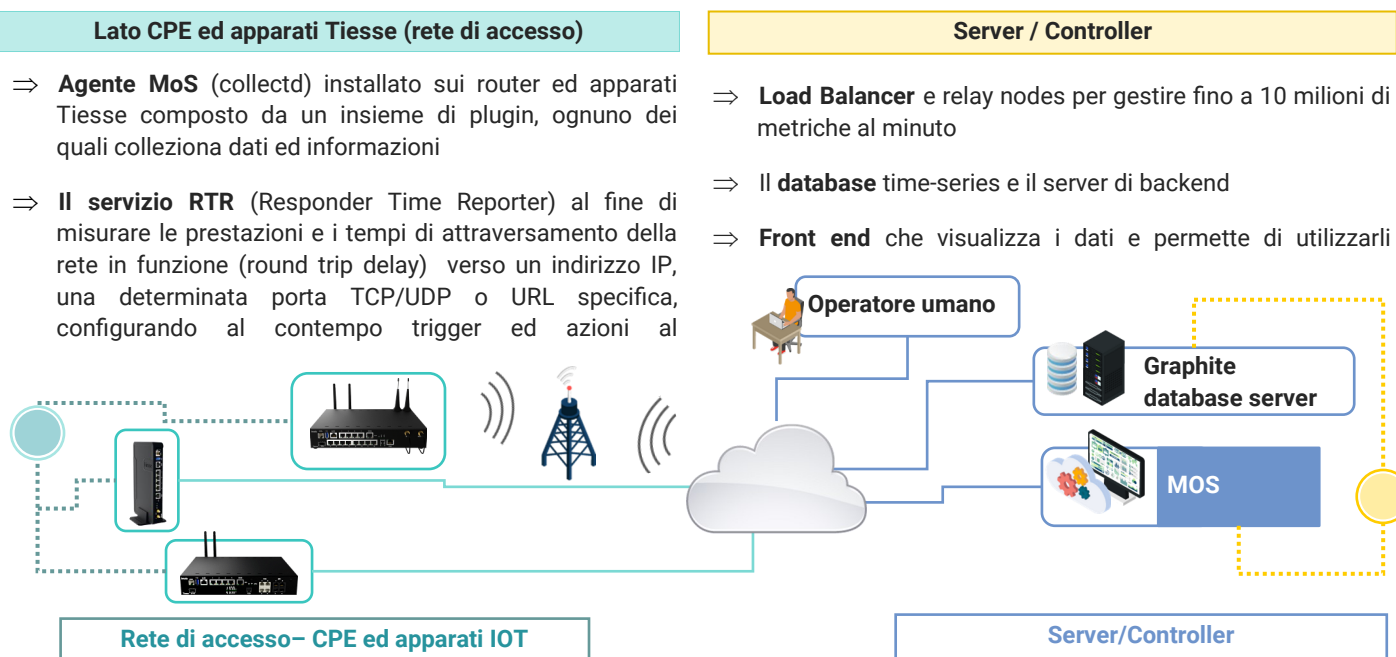 Lato CPE ed apparati Tiesse (rete di accesso)
⇒ Agente MoS (collectd) installato sui router ed apparati
Tiesse composto da un insieme di plugin, ognuno dei
quali colleziona dati ed informazioni
⇒ Il servizio RTR (Responder Time Reporter) al fine di
misurare le prestazioni e i tempi di attraversamento della
rete in funzione (round trip delay) verso un indirizzo IP,
una determinata porta TCP/UDP o URL specifica,
configurando al contempo trigger ed azioni al
Server / Controller
⇒ Load Balancer e relay nodes per gestire fino a 10 milioni di
metriche al minuto
⇒ Il database time-series e il server di backend
⇒ Front end che visualizza i dati e permette di utilizzarli
Operatore umano
Graphite
database server
MOS
Rete di accesso– CPE ed apparati IOT
Server/Controller